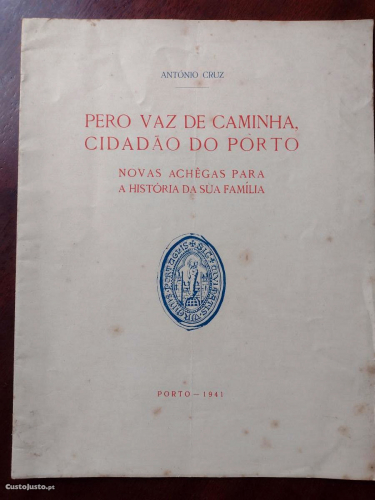 ANTÓNIO CRUZ
PERO VAZ DE CAMINHA,
CIDADÃO DO PÔRTO
NOVAS ACHÊGAS PARA
A HISTÓRIA DA SUA FAMÍLIA
PORTO — 1941
CustoJusto.pt